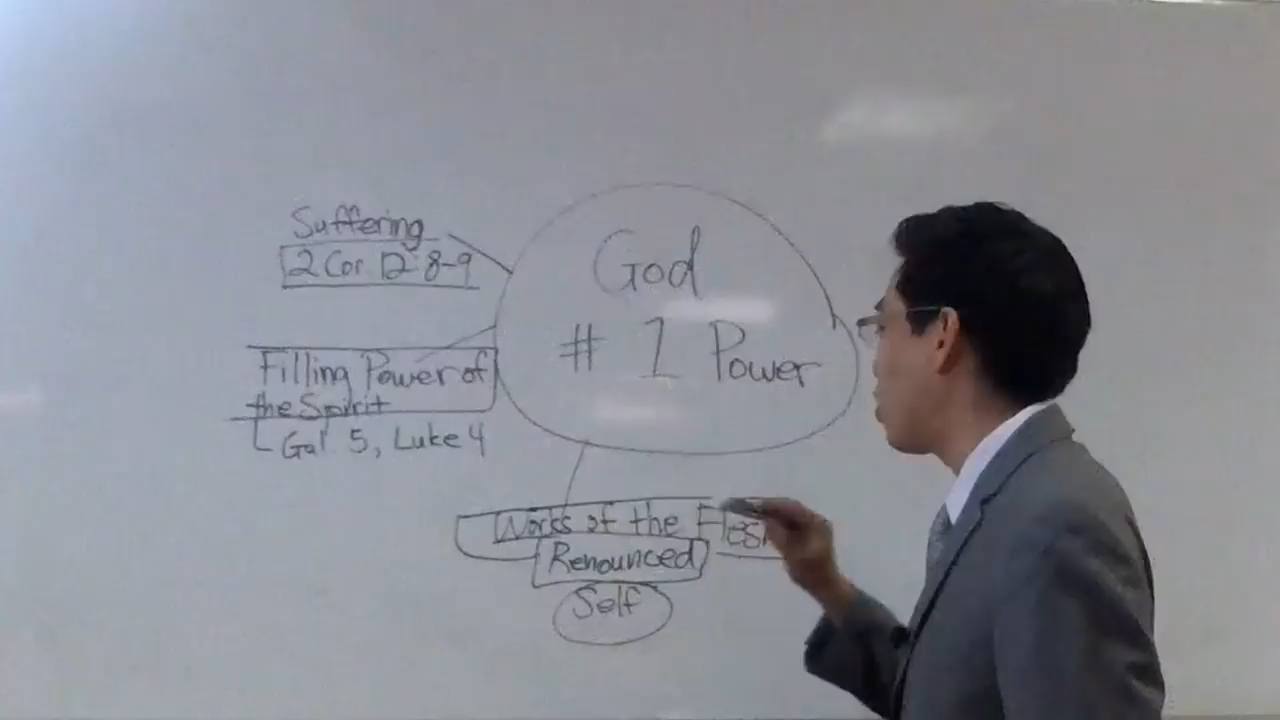 God
# 1 Power
Suffering
2 Cor 12:8-9
Filling Power of
the Spirit
Gal 5, Luke 4
Works of the Flesh
Renounced
Self